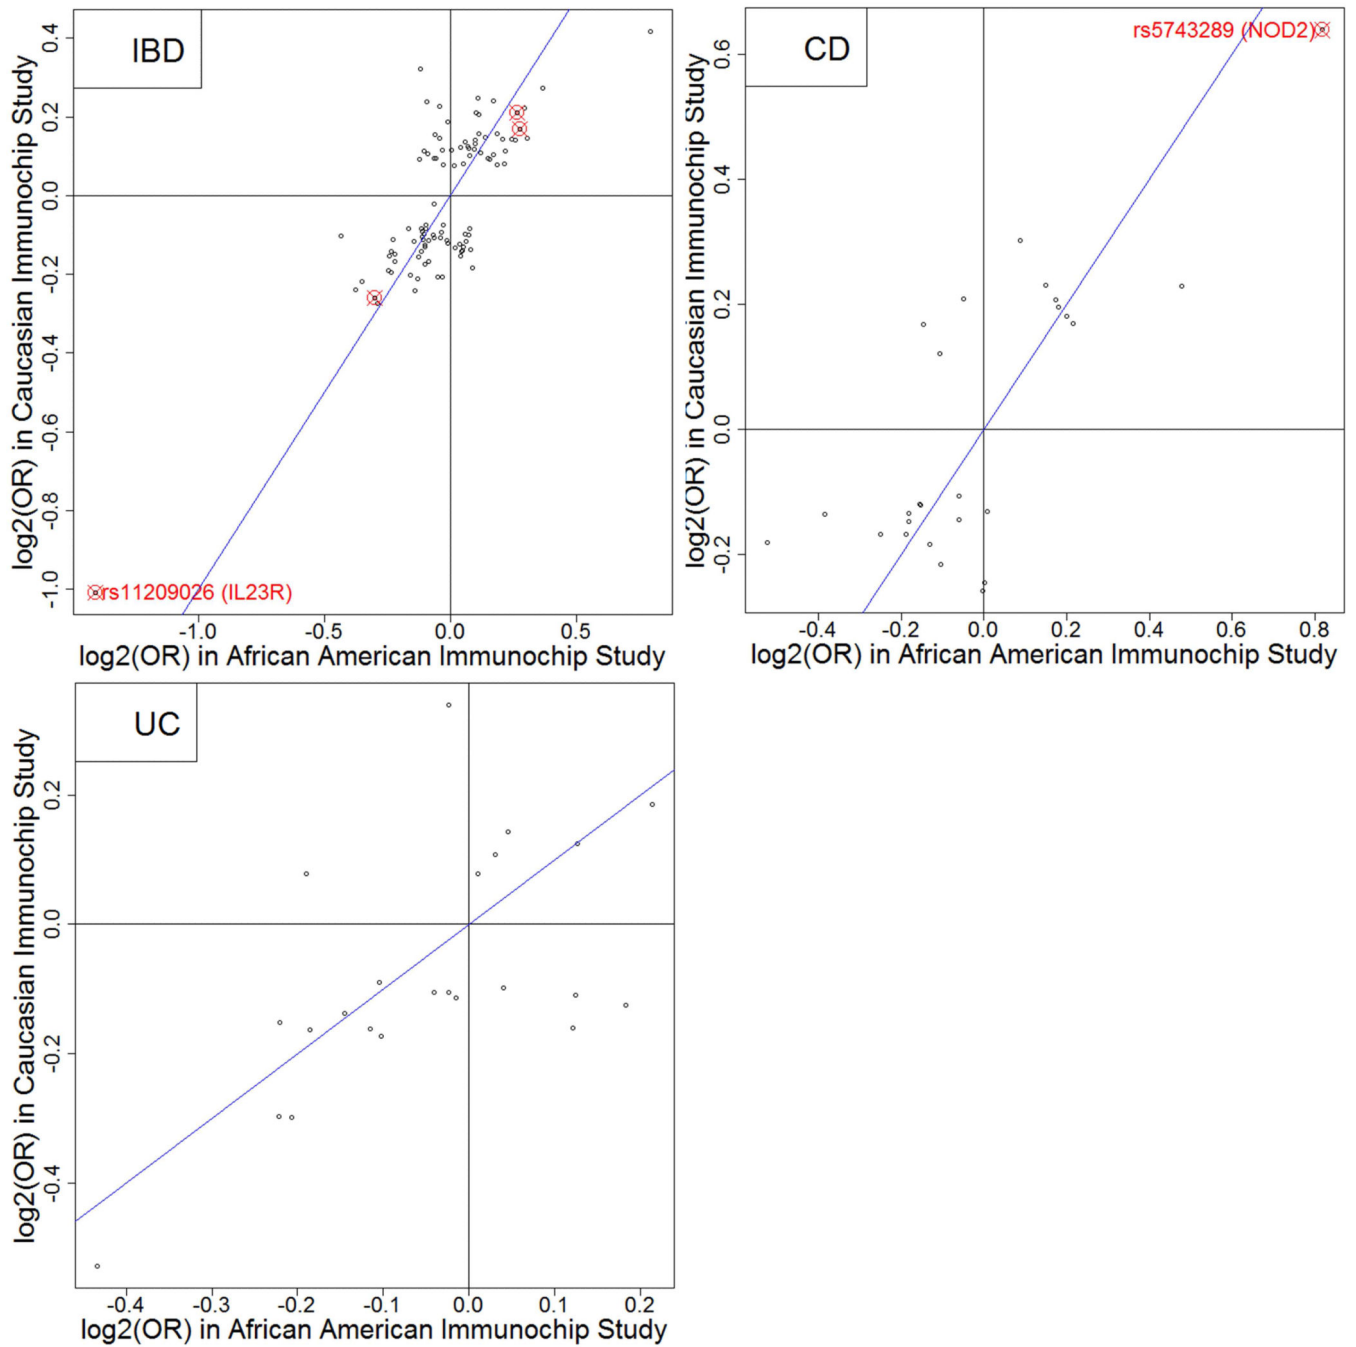 IBD
log2(OR) in Caucasian Immunochip Study
0.4
0.2
0.0
-0.2
-0.4
-0.6
-0.8
-1.0
rs11209026 (IL23R)
-1.0 -0.5 0.0 0.5
log2(OR) in African American Immunochip Study
CD
rs5743289 (NOD2)
log2(OR) in Caucasian Immunochip Study
0.6
0.4
0.2
0.0
-0.2
-0.4 -0.2 0.0 0.2 0.4 0.6 0.8
log2(OR) in African American Immunochip Study
UC
log2(OR) in Caucasian Immunochip Study
0.2
0.0
-0.2
-0.4
-0.4 -0.3 -0.2 -0.1 0.0 0.1 0.2
log2(OR) in African American Immunochip Study